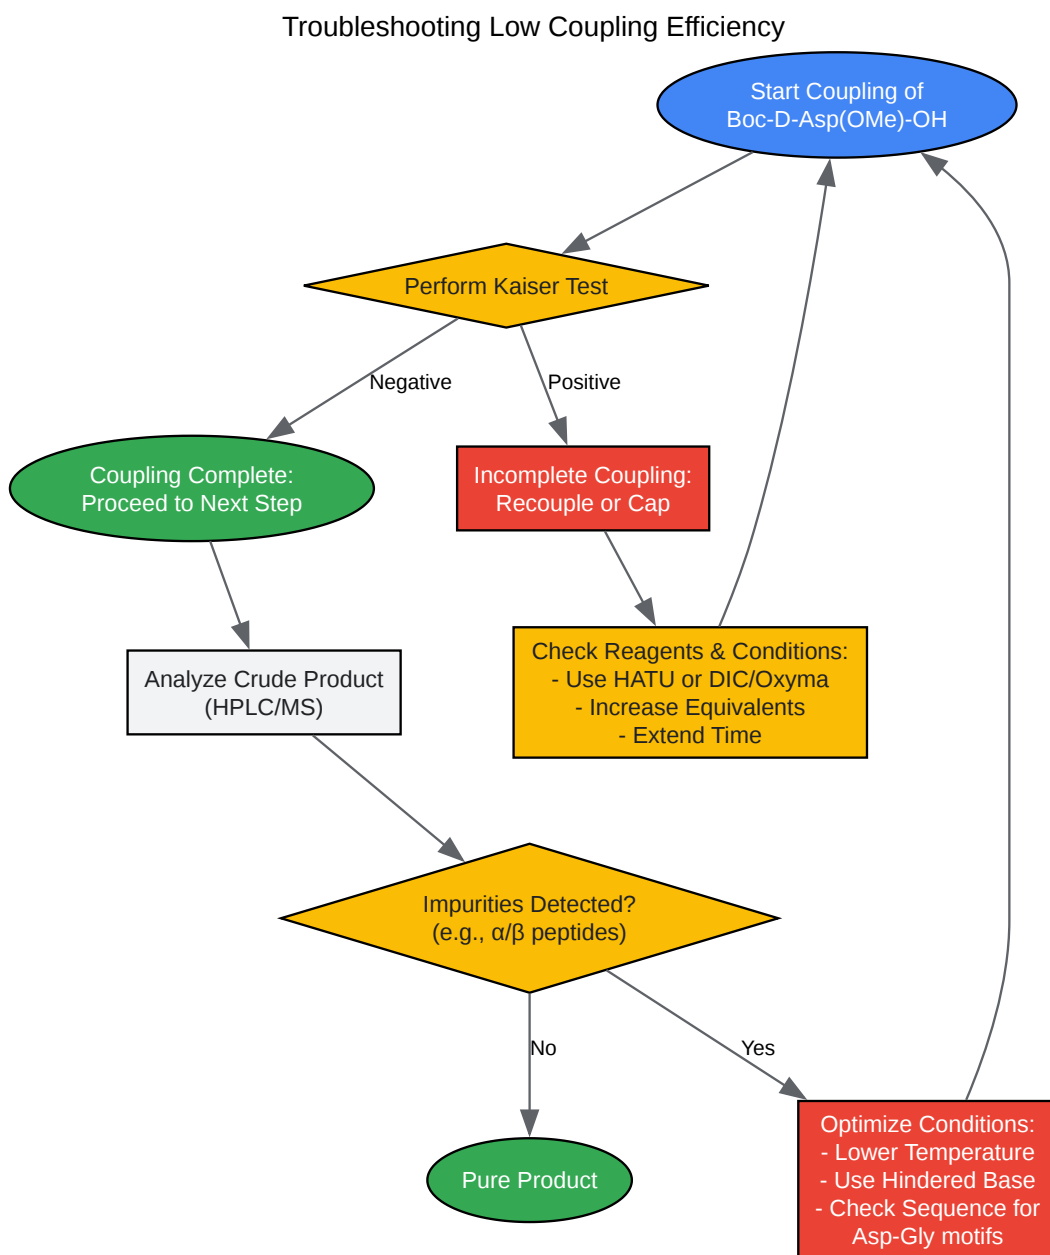 Troubleshooting Low Coupling Efficiency
Start Coupling of
Boc-D-Asp(OMe)-OH
Perform Kaiser Test
Negative
Positive
Coupling Complete:
Proceed to Next Step
Incomplete Coupling:
Recouple or Cap
Check Reagents & Conditions:
- Use HATU or DIC/Oxyma
- Increase Equivalents
- Extend Time
Analyze Crude Product
(HPLC/MS)
Impurities Detected?
(e.g., α/β peptides)
No
Yes
Pure Product
Optimize Conditions:
- Lower Temperature
- Use Hindered Base
- Check Sequence for
Asp-Gly motifs